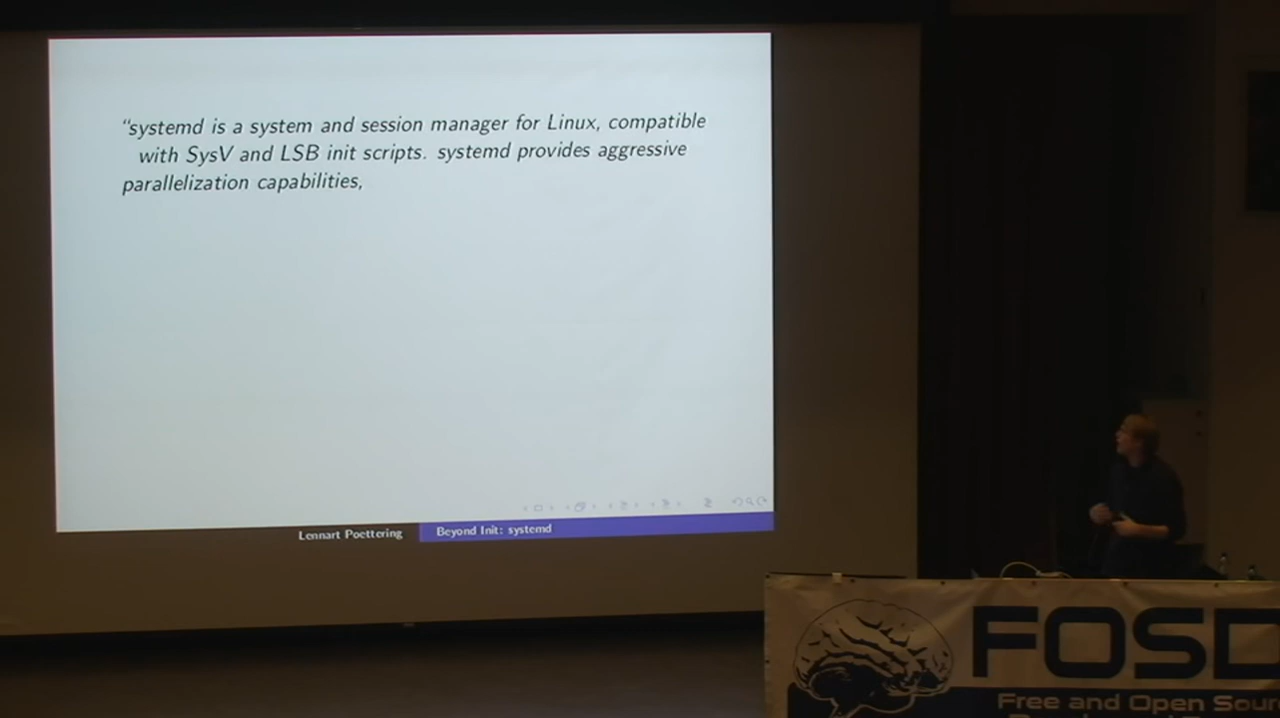 “systemd is a system and session manager for Linux, compatible
with SysV and LSB init scripts. systemd provides aggressive
parallelization capabilities,
Lennart Poettering
Beyond Init: systemd
FOSD
Free and Open Sour